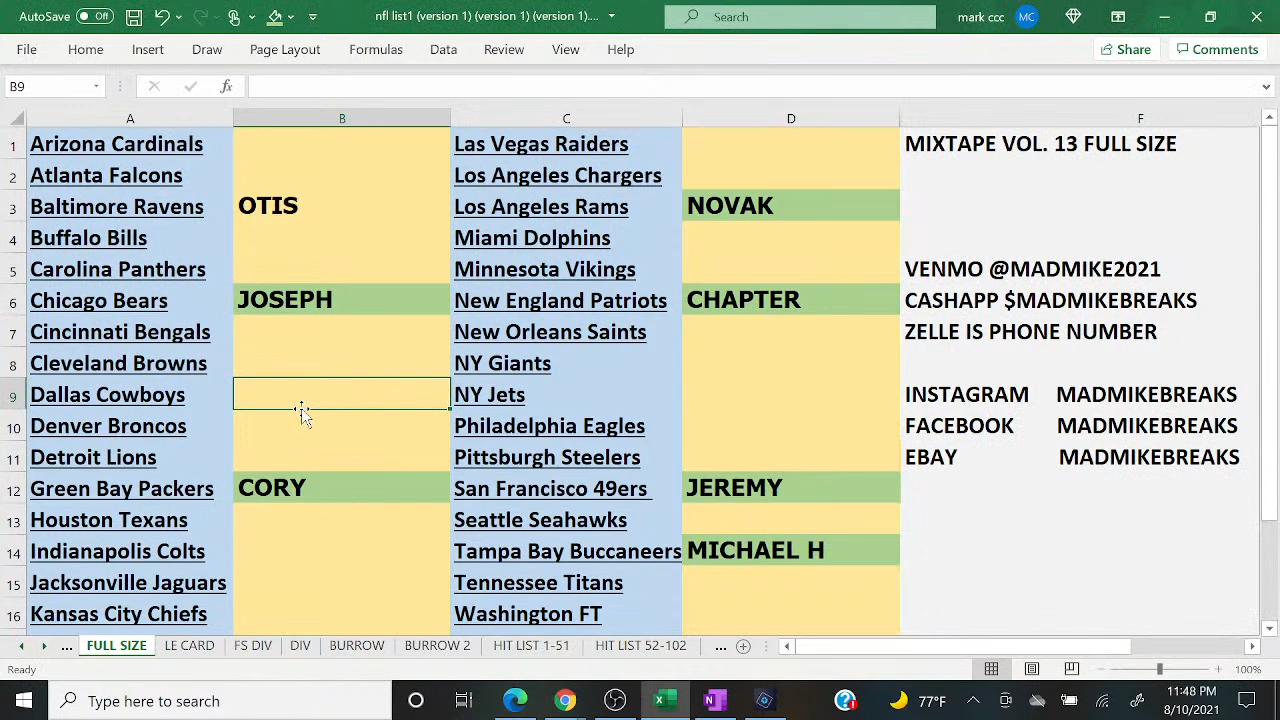 AutoSave Off nfl list1 (version 1) (version 1) (version 1).... Search mark ccc MC
File Home Insert Draw Page Layout Formulas Data Review View Help Share Comments
B9 fx
A B C D F
1 Arizona Cardinals Las Vegas Raiders MIXTAPE VOL. 13 FULL SIZE
2 Atlanta Falcons Los Angeles Chargers
3 Baltimore Ravens OTIS Los Angeles Rams NOVAK
4 Buffalo Bills Miami Dolphins
5 Carolina Panthers Minnesota Vikings VENMO @MADMIKE2021
6 Chicago Bears JOSEPH New England Patriots CHAPTER CASHAPP $MADMIKEBREAKS
7 Cincinnati Bengals New Orleans Saints ZELLE IS PHONE NUMBER
8 Cleveland Browns NY Giants
9 Dallas Cowboys NY Jets INSTAGRAM MADMIKEBREAKS
10 Denver Broncos Philadelphia Eagles FACEBOOK MADMIKEBREAKS
11 Detroit Lions Pittsburgh Steelers EBAY MADMIKEBREAKS
12 Green Bay Packers CORY San Francisco 49ers JEREMY
13 Houston Texans Seattle Seahawks
14 Indianapolis Colts Tampa Bay Buccaneers MICHAEL H
15 Jacksonville Jaguars Tennessee Titans
16 Kansas City Chiefs Washington FT
... FULL SIZE LE CARD FS DIV DIV BURROW BURROW 2 HIT LIST 1-51 HIT LIST 52-102 ...
Ready 100%
Type here to search 77°F 11:48 PM
8/10/2021